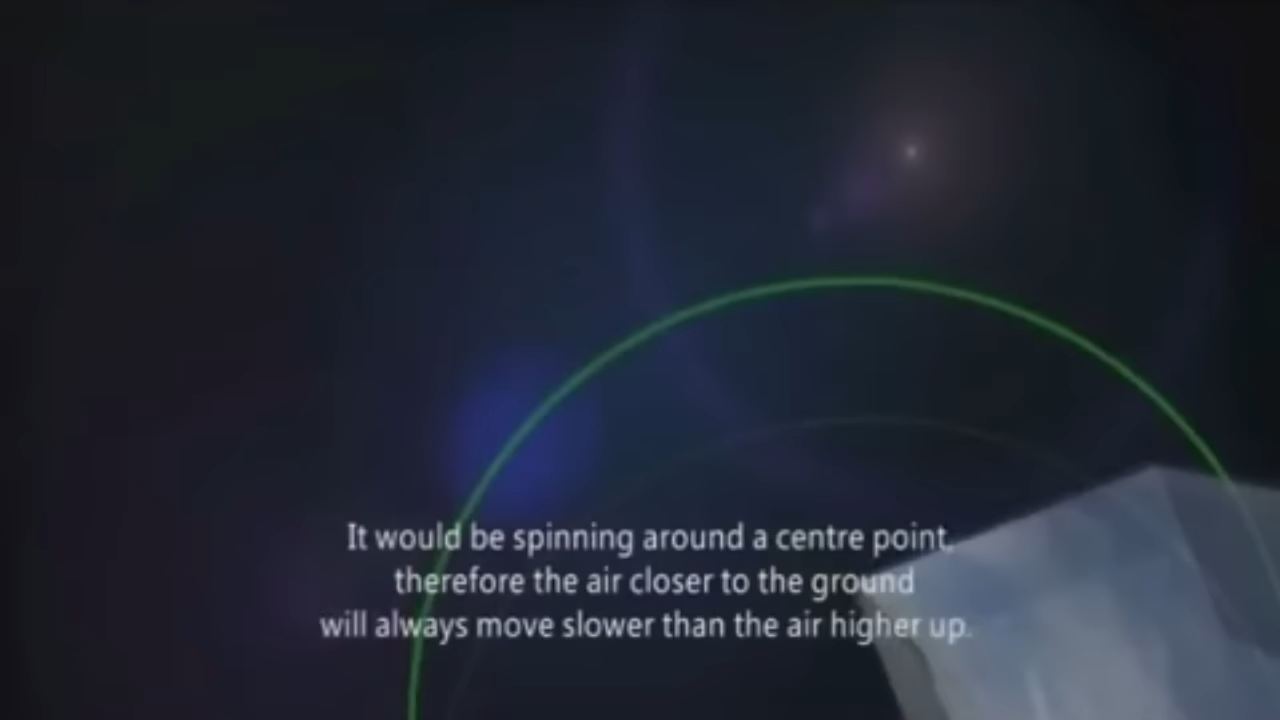 It would be spinning around a centre point,
therefore the air closer to the ground
will always move slower than the air higher up.